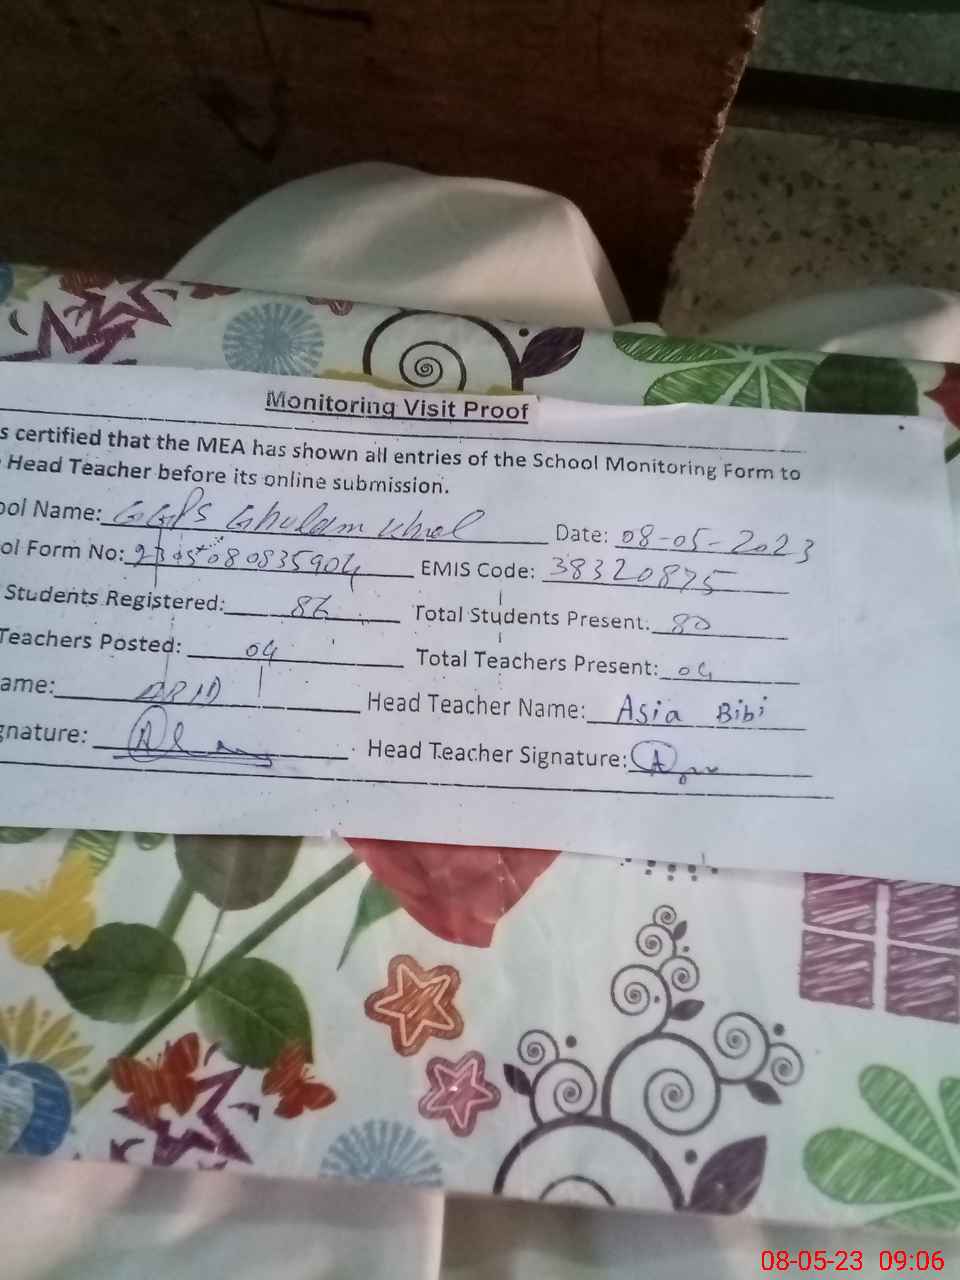 Monitoring Visit Proof
s certified that the MEA has shown all entries of the School Monitoring Form to
Head Teacher before its online submission.
ool Name: GGPS Ghulam Date: 08-05-2023
ol Form No: EMIS Code: 38320875
Students Registered: Total Students Present: 80
Teachers Posted: 04 Total Teachers Present: 04
ame: Head Teacher Name: Asia Bibi
gnature: Head Teacher Signature:
08-05-23 09:06